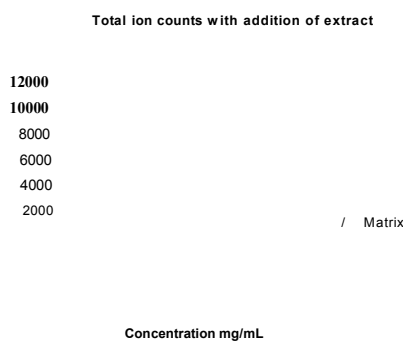 Total ion counts with addition of extract
12000
10000
8000
6000
4000
2000
/ Matrix
Concentration mg/mL